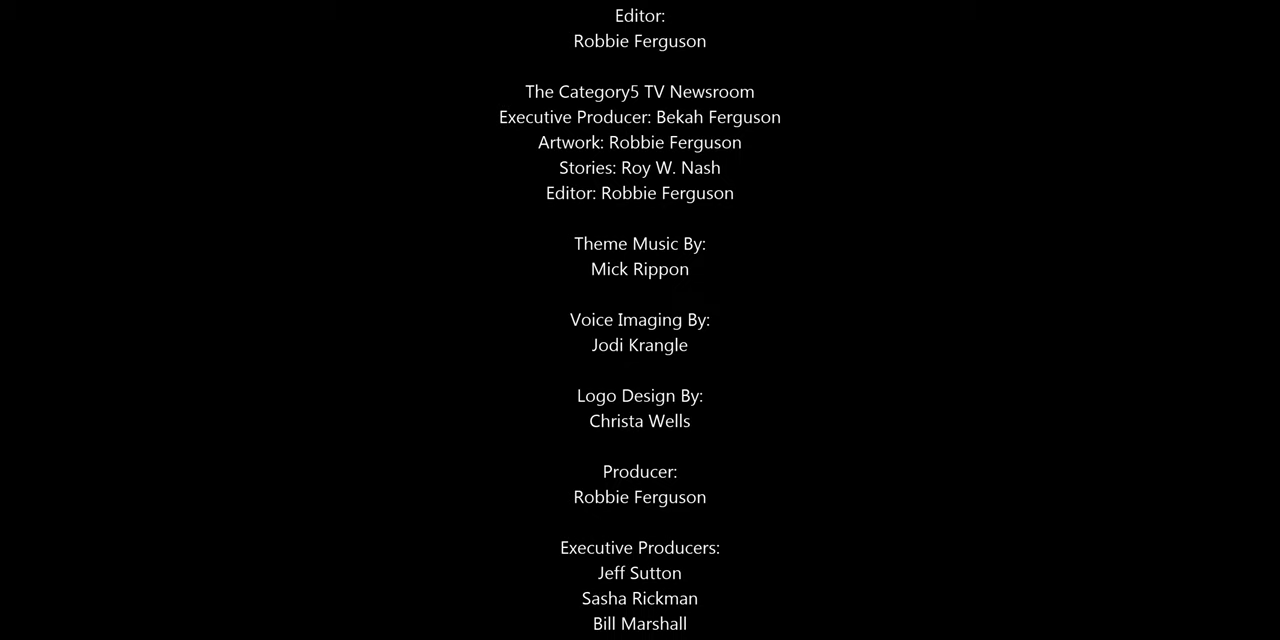 Editor:
Robbie Ferguson
The Category5 TV Newsroom
Executive Producer: Bekah Ferguson
Artwork: Robbie Ferguson
Stories: Roy W. Nash
Editor: Robbie Ferguson
Theme Music By:
Mick Rippon
Voice Imaging By:
Jodi Krangle
Logo Design By:
Christa Wells
Producer:
Robbie Ferguson
Executive Producers:
Jeff Sutton
Sasha Rickman
Bill Marshall